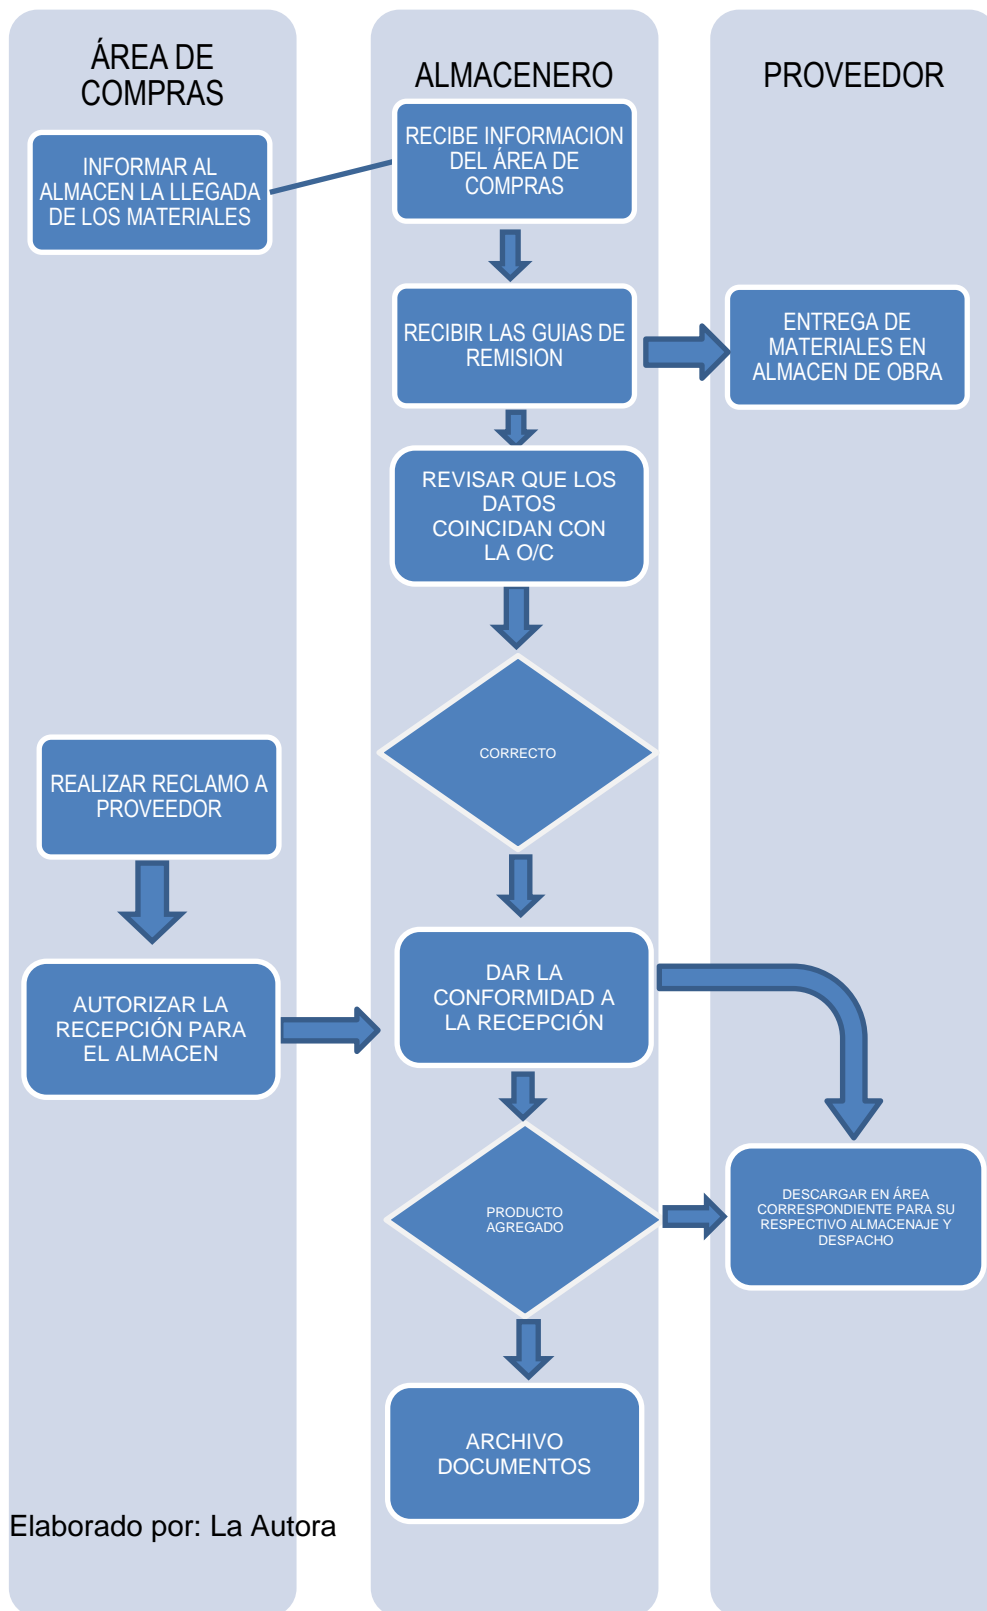 ÁREA DE
COMPRAS
ALMACENERO
PROVEEDOR
INFORMAR AL
ALMACEN LA LLEGADA
DE LOS MATERIALES
RECIBE INFORMACION
DEL ÁREA DE
COMPRAS
RECIBIR LAS GUIAS DE
REMISION
ENTREGA DE
MATERIALES EN
ALMACEN DE OBRA
REVISAR QUE LOS
DATOS
COINCIDAN CON
LA O/C
CORRECTO
REALIZAR RECLAMO A
PROVEEDOR
AUTORIZAR LA
RECEPCIÓN PARA
EL ALMACEN
DAR LA
CONFORMIDAD A
LA RECEPCIÓN
PRODUCTO
AGREGADO
DESCARGAR EN ÁREA
CORRESPONDIENTE PARA SU
RESPECTIVO ALMACENAJE Y
DESPACHO
ARCHIVO
DOCUMENTOS
Elaborado por: La Autora